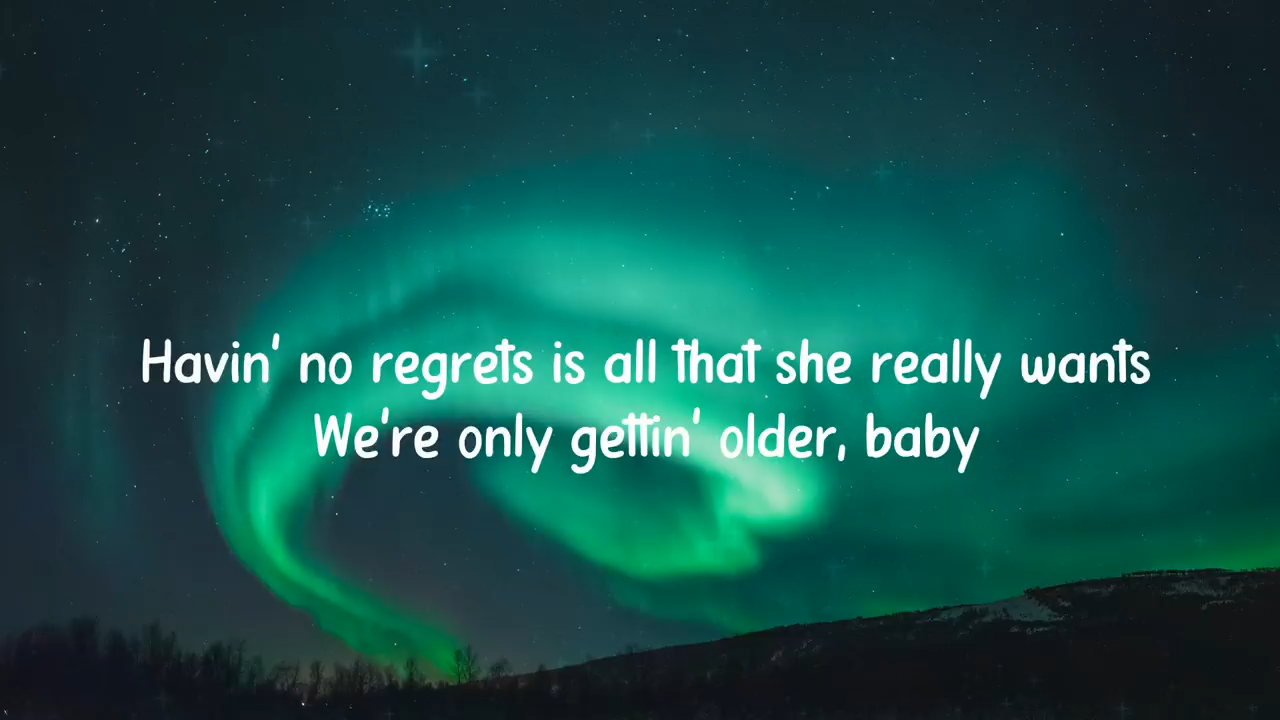 Havin' no regrets is all that she really wants
We're only gettin' older, baby